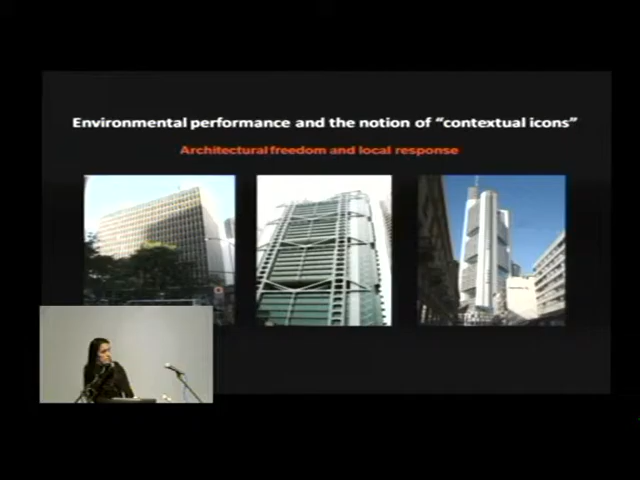 Environmental performance and the notion of “contextual icons”
Architectural freedom and local response